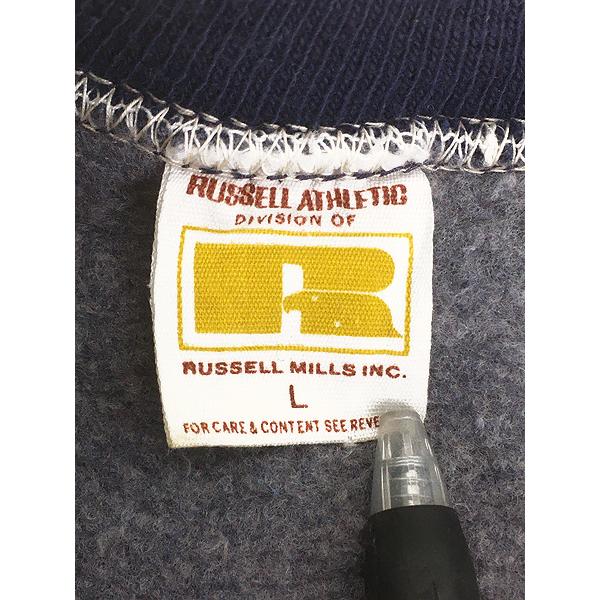 RUSSELL ATHLETIC
DIVISION OF
R
RUSSELL MILLS INC.
L
FOR CARE & CONTENT SEE REVE